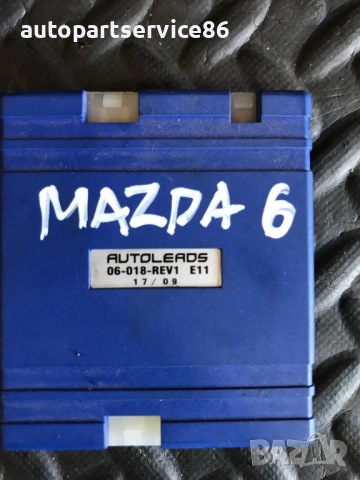 autopartservice86
MAZDA 6
AUTOLEADS
06-018-REV1 E11
17/09
BAZAR